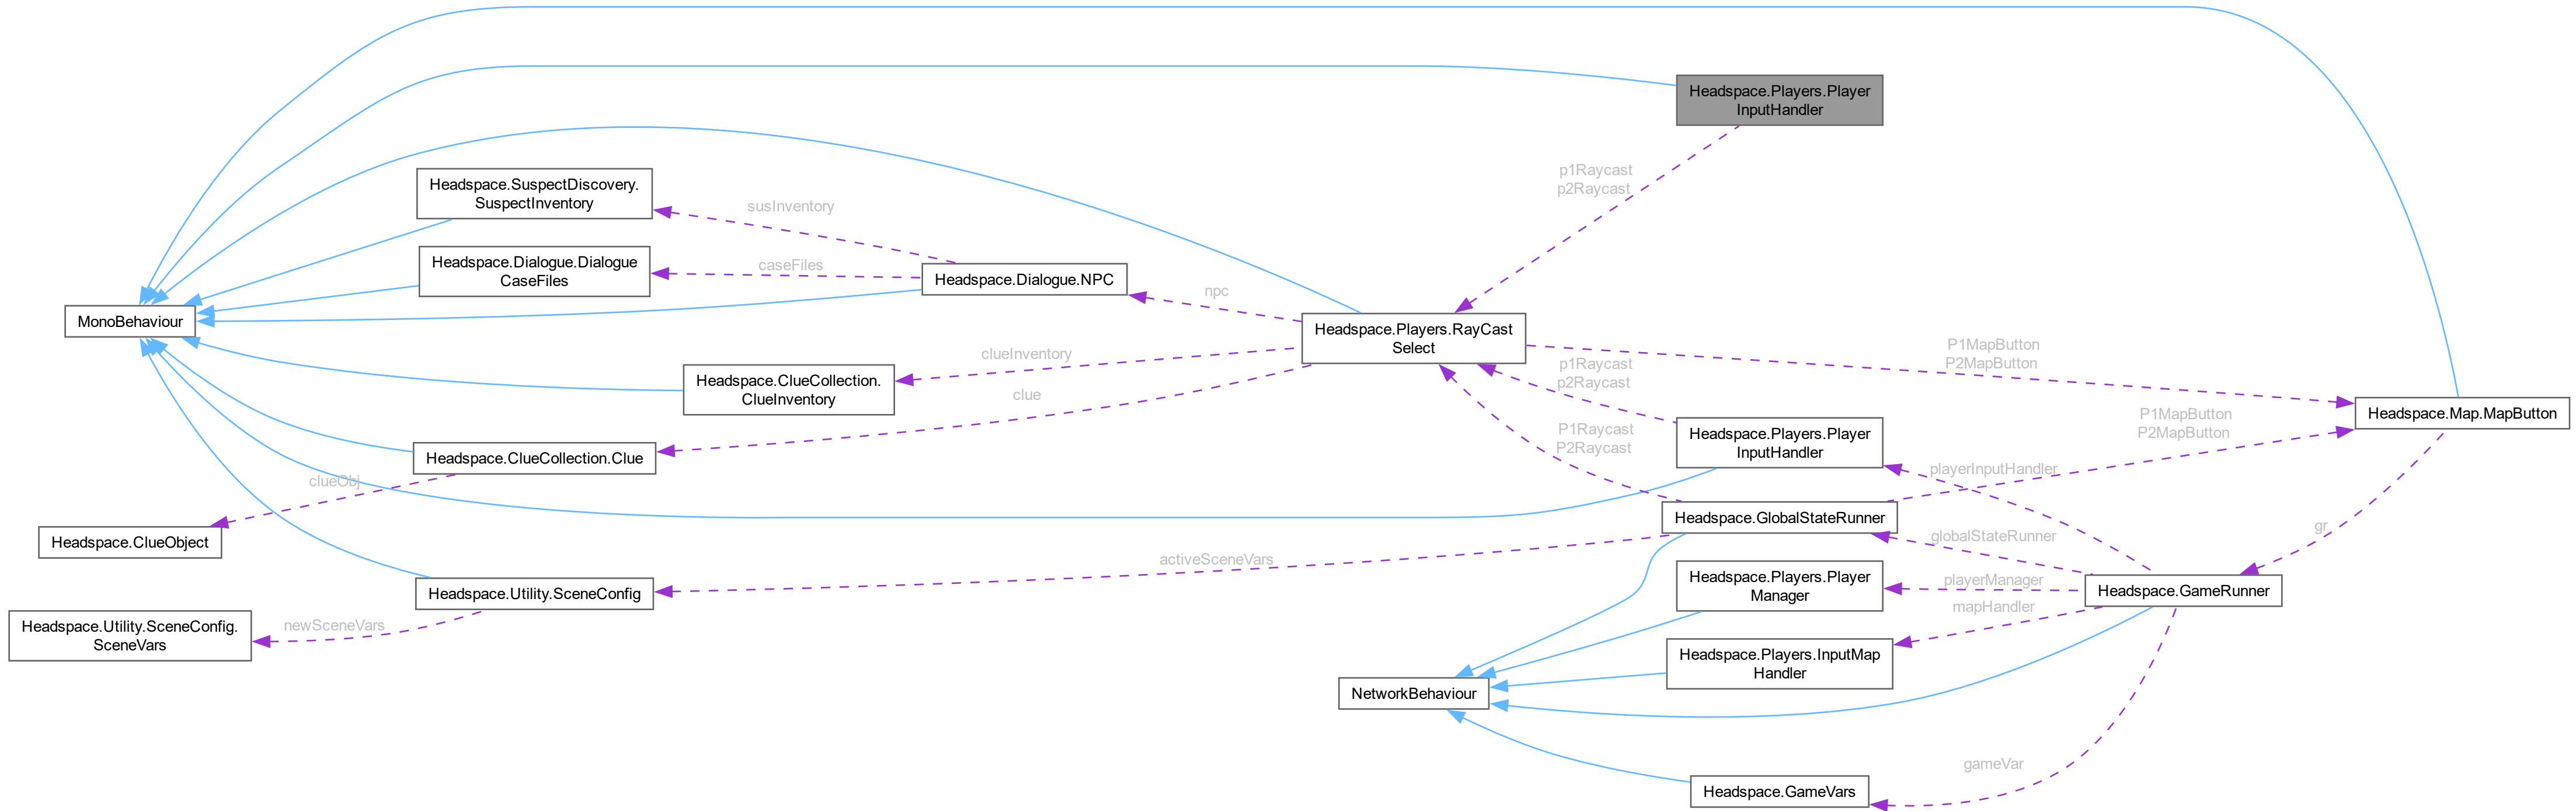 Headspace.Players.Player
InputHandler
p1Raycast
p2Raycast
Headspace.SuspectDiscovery.
SuspectInventory
susInventory
Headspace.Dialogue.Dialogue
CaseFiles
caseFiles
Headspace.Dialogue.NPC
npc
MonoBehaviour
Headspace.Players.RayCast
Select
clueInventory
Headspace.ClueCollection.
ClueInventory
clue
p1Raycast
p2Raycast
P1MapButton
P2MapButton
Headspace.Map.MapButton
P1MapButton
P2MapButton
Headspace.Players.Player
InputHandler
P1Raycast
P2Raycast
Headspace.ClueCollection.Clue
clueObj
playerInputHandler
Headspace.GlobalStateRunner
gr
Headspace.ClueObject
globalStateRunner
activeSceneVars
Headspace.Utility.SceneConfig
Headspace.Players.Player
Manager
playerManager
Headspace.GameRunner
mapHandler
Headspace.Utility.SceneConfig.
SceneVars
newSceneVars
Headspace.Players.InputMap
Handler
NetworkBehaviour
gameVar
Headspace.GameVars